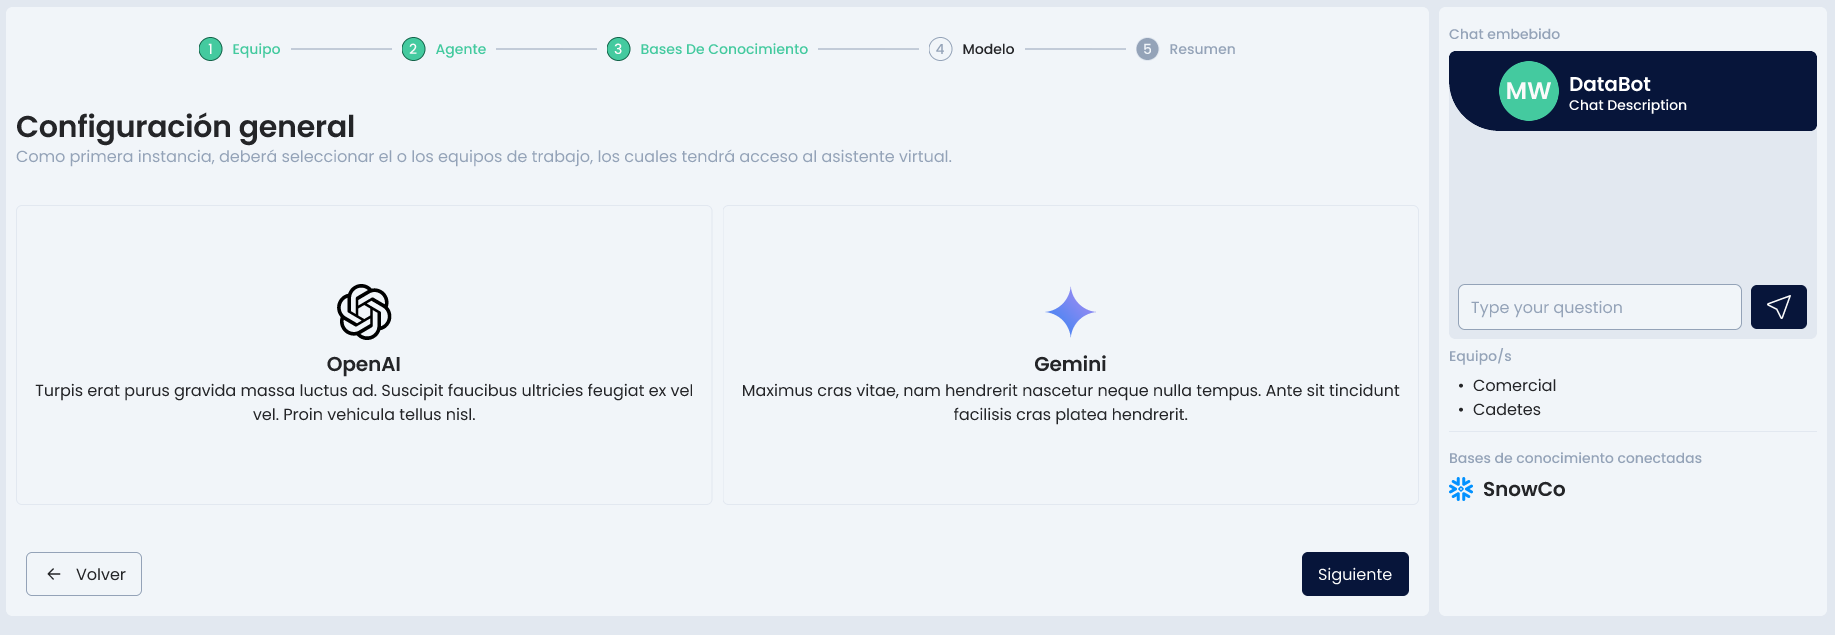 1 Equipo 2 Agente 3 Bases De Conocimiento 4 Modelo 5 Resumen
Configuración general
Como primera instancia, deberá seleccionar el o los equipos de trabajo, los cuales tendrá acceso al asistente virtual.
OpenAI
Turpis erat purus gravida massa luctus ad. Suscipit faucibus ultricies feugiat ex vel
vel. Proin vehicula tellus nisl.
Gemini
Maximus cras vitae, nam hendrerit nascetur neque nulla tempus. Ante sit tincidunt
facilisis cras platea hendrerit.
Volver
Siguiente
Chat embebido
MW
DataBot
Chat Description
Type your question
Equipo/s
• Comercial
• Cadetes
Bases de conocimiento conectadas
SnowCo